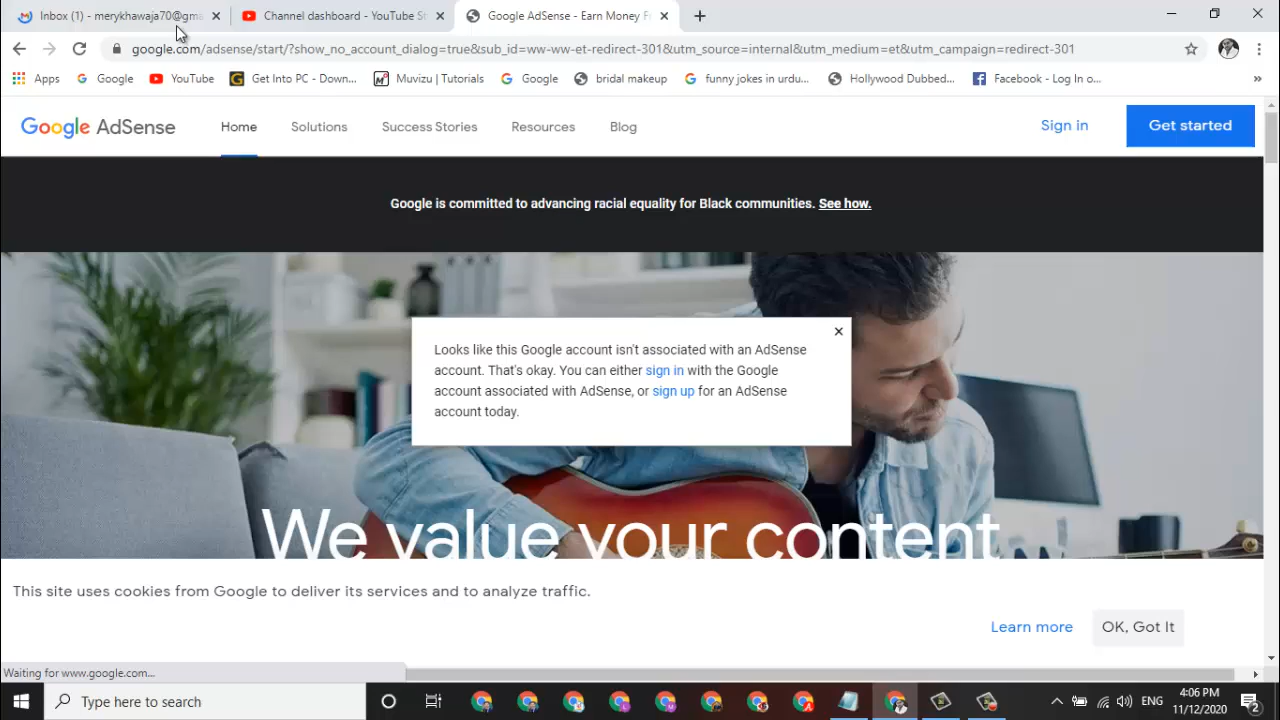 Inbox (1) - merykhawaja70@gma
Channel dashboard - YouTube St
Google AdSense - Earn Money Fr
google.com/adsense/start/?show_no_account_dialog=true&sub_id=ww-ww-et-redirect-301&utm_source=internal&utm_medium=et&utm_campaign=redirect-301
Apps Google YouTube Get Into PC - Down... Muvizu | Tutorials Google bridal makeup funny jokes in urdu... Hollywood Dubbed... Facebook - Log In o... »
Google AdSense Home Solutions Success Stories Resources Blog Sign in Get started
Google is committed to advancing racial equality for Black communities. See how.
Looks like this Google account isn't associated with an AdSense
account. That's okay. You can either sign in with the Google
account associated with AdSense, or sign up for an AdSense
account today.
We value your content
This site uses cookies from Google to deliver its services and to analyze traffic.
Learn more OK, Got It
Waiting for www.google.com...
Type here to search
ENG
4:06 PM
11/12/2020
2